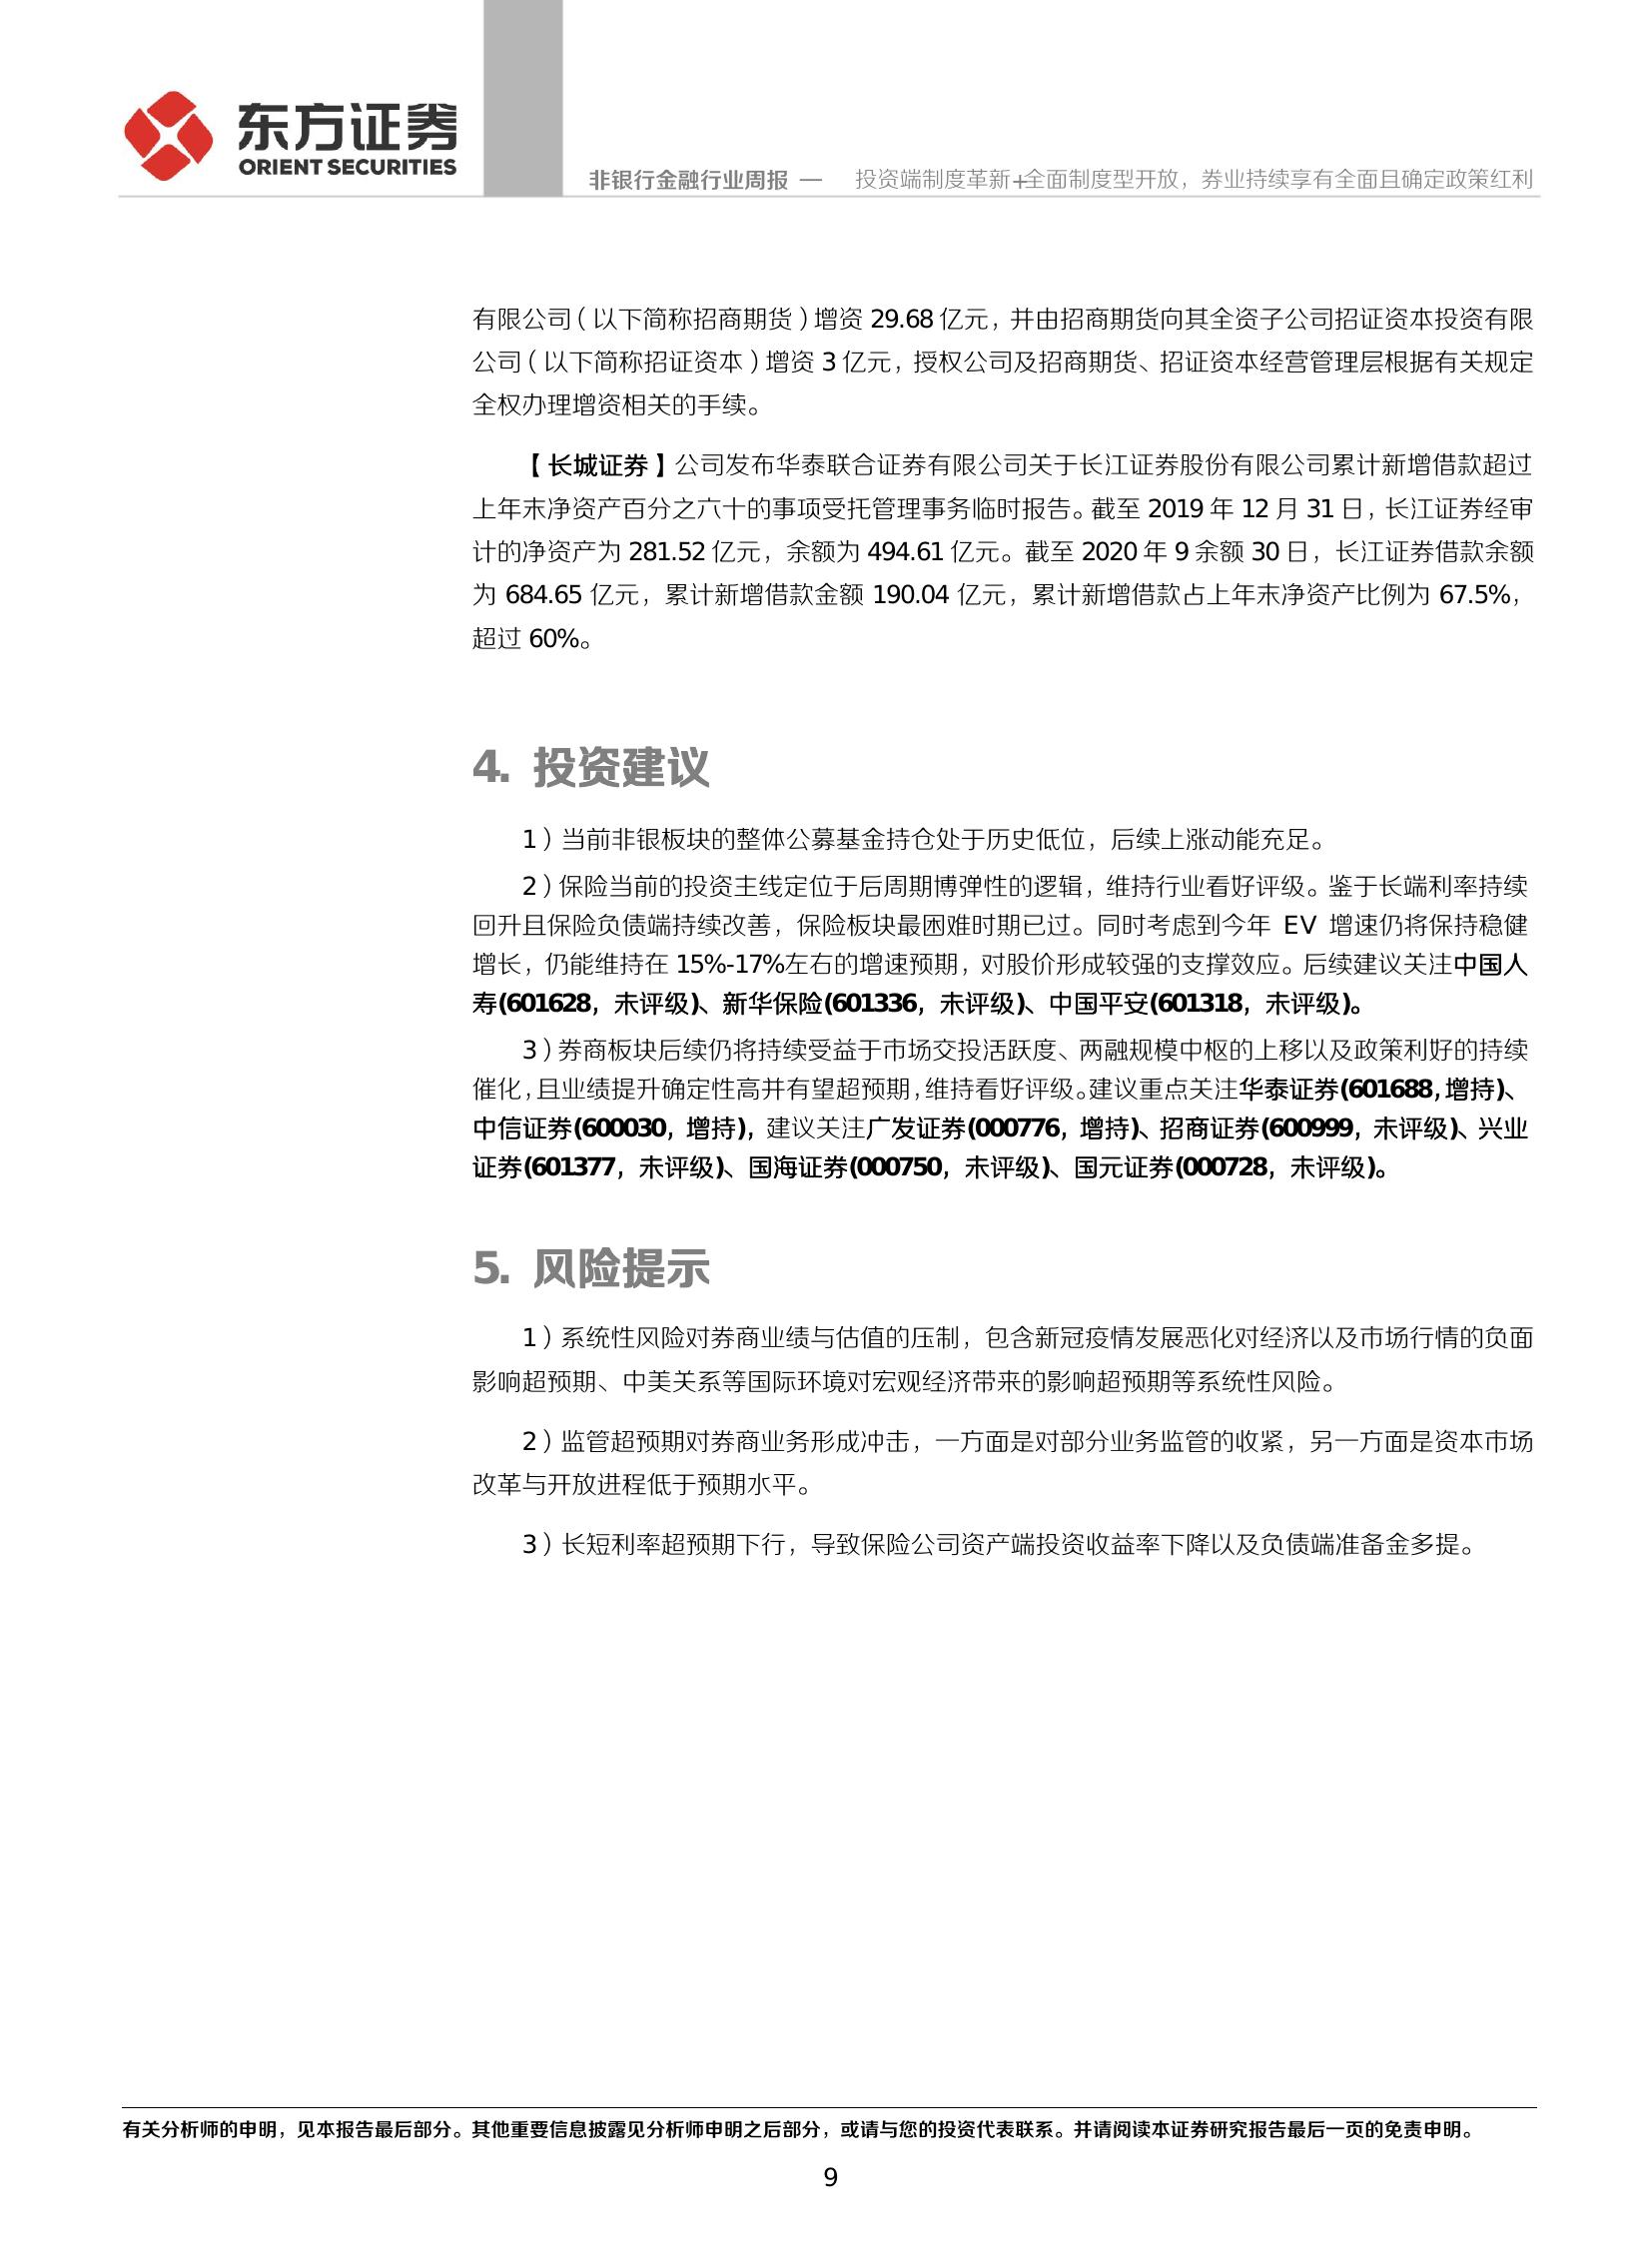 东方证券
ORIENT SECURITIES
非银行金融行业周报 — 投资端制度革新+全面制度型开放，券业持续享有全面且确定政策红利
有限公司（以下简称招商期货）增资 29.68 亿元，并由招商期货向其全资子公司招证资本投资有限
公司（以下简称招证资本）增资 3 亿元，授权公司及招商期货、招证资本经营管理层根据有关规定
全权办理增资相关的手续。
【长城证券】公司发布华泰联合证券有限公司关于长江证券股份有限公司累计新增借款超过
上年末净资产百分之六十的事项受托管理事务临时报告。截至 2019 年 12 月 31 日，长江证券经审
计的净资产为 281.52 亿元，余额为 494.61 亿元。截至 2020 年 9 余额 30 日，长江证券借款余额
为 684.65 亿元，累计新增借款金额 190.04 亿元，累计新增借款占上年末净资产比例为 67.5%，
超过 60%。
4. 投资建议
1）当前非银板块的整体公募基金持仓处于历史低位，后续上涨动能充足。
2）保险当前的投资主线定位于后周期博弹性的逻辑，维持行业看好评级。鉴于长端利率持续
回升且保险负债端持续改善，保险板块最困难时期已过。同时考虑到今年 EV 增速仍将保持稳健
增长，仍能维持在 15%-17%左右的增速预期，对股价形成较强的支撑效应。后续建议关注中国人
寿(601628，未评级)、新华保险(601336，未评级)、中国平安(601318，未评级)。
3）券商板块后续仍将持续受益于市场交投活跃度、两融规模中枢的上移以及政策利好的持续
催化，且业绩提升确定性高并有望超预期，维持看好评级。建议重点关注华泰证券(601688，增持)、
中信证券(600030，增持)，建议关注广发证券(000776，增持)、招商证券(600999，未评级)、兴业
证券(601377，未评级)、国海证券(000750，未评级)、国元证券(000728，未评级)。
5. 风险提示
1）系统性风险对券商业绩与估值的压制，包含新冠疫情发展恶化对经济以及市场行情的负面
影响超预期、中美关系等国际环境对宏观经济带来的影响超预期等系统性风险。
2）监管超预期对券商业务形成冲击，一方面是对部分业务监管的收紧，另一方面是资本市场
改革与开放进程低于预期水平。
3）长短利率超预期下行，导致保险公司资产端投资收益率下降以及负债端准备金多提。
有关分析师的申明，见本报告最后部分。其他重要信息披露见分析师申明之后部分，或请与您的投资代表联系。并请阅读本证券研究报告最后一页的免责申明。
9